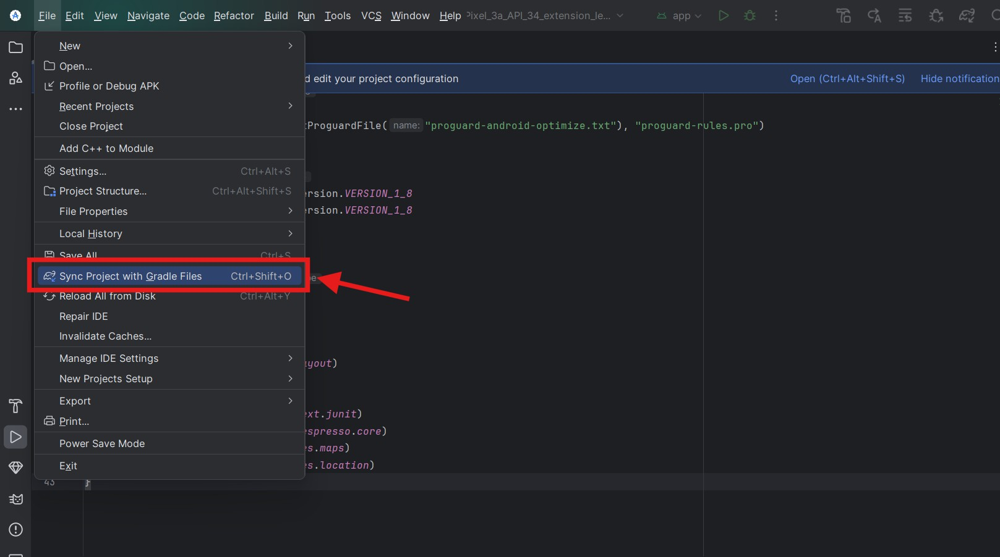 File Edit View Navigate Code Refactor Build Run Tools VCS Window Help Pixel_3a_API_34_extension_le... app
New
Open...
d edit your project configuration Open (Ctrl+Alt+Shift+S) Hide notification
Profile or Debug APK
Recent Projects
Close Project
tProguardFile( name: "proguard-android-optimize.txt"), "proguard-rules.pro")
Add C++ to Module
Settings... Ctrl+Alt+S
Project Structure... Ctrl+Alt+Shift+S
rsion.VERSION_1_8
File Properties
rsion.VERSION_1_8
Local History
Save All Ctrl+S
Sync Project with Gradle Files Ctrl+Shift+O
Reload All from Disk Ctrl+Alt+Y
Repair IDE
Invalidate Caches...
Manage IDE Settings
yout)
New Projects Setup
Export
xt.junit)
Print...
spresso.core)
Power Save Mode
s.maps)
Exit
s.location)
43 }